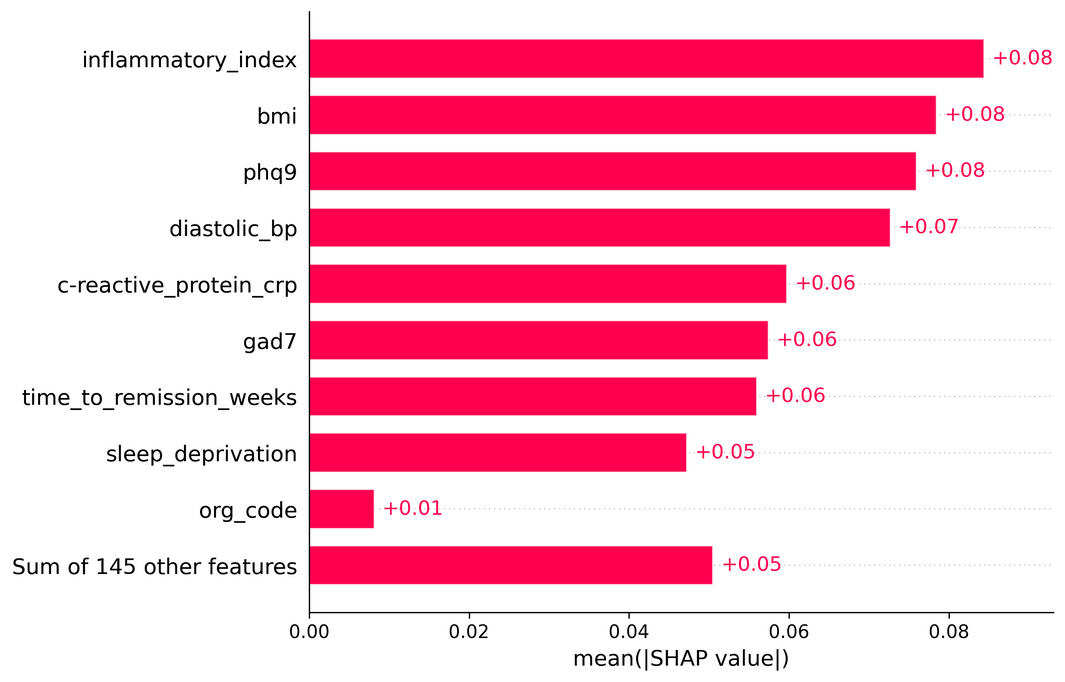 inflammatory_index +0.08
bmi +0.08
phq9 +0.08
diastolic_bp +0.07
c-reactive_protein_crp +0.06
gad7 +0.06
time_to_remission_weeks +0.06
sleep_deprivation +0.05
org_code +0.01
Sum of 145 other features +0.05
0.00 0.02 0.04 0.06 0.08
mean(|SHAP value|)